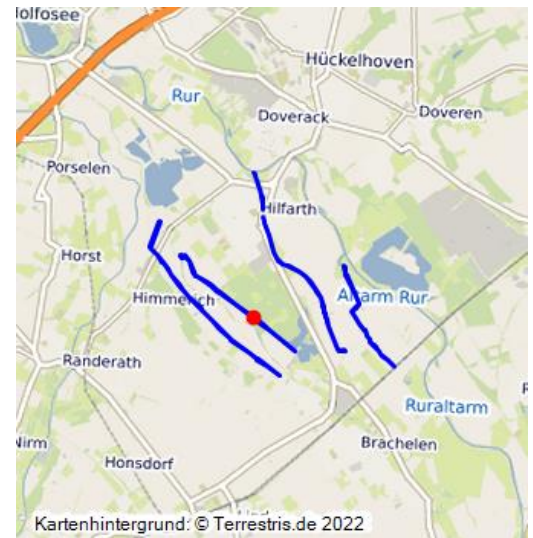 olfosee
Hückelhoven
Rur
Doverack
Doveren
Porselen
Hilfarth
Horst
Himmerich
Altarm Rur
Randerath
Ruraltarm
Nirm
Brachelen
Honsdorf
Kartenhintergrund: © Terrestris.de 2022